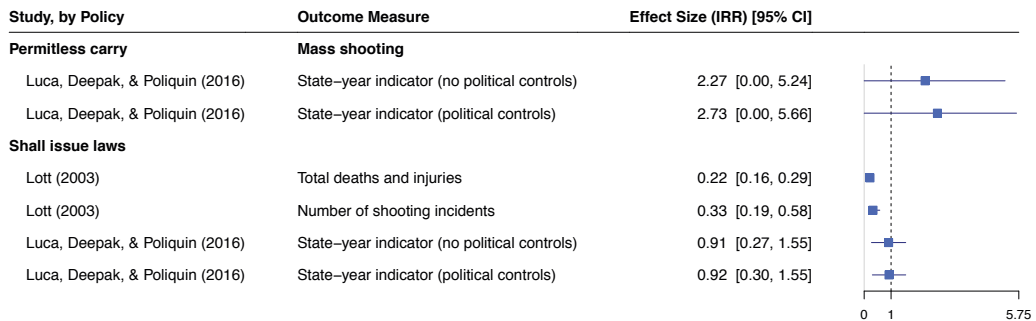 Study, by Policy Outcome Measure Effect Size (IRR) [95% CI]
Permitless carry Mass shooting
Luca, Deepak, & Poliquin (2016) State−year indicator (no political controls) 2.27 [0.00, 5.24]
Luca, Deepak, & Poliquin (2016) State−year indicator (political controls) 2.73 [0.00, 5.66]
Shall issue laws
Lott (2003) Total deaths and injuries 0.22 [0.16, 0.29]
Lott (2003) Number of shooting incidents 0.33 [0.19, 0.58]
Luca, Deepak, & Poliquin (2016) State−year indicator (no political controls) 0.91 [0.27, 1.55]
Luca, Deepak, & Poliquin (2016) State−year indicator (political controls) 0.92 [0.30, 1.55]
0 1 5.75